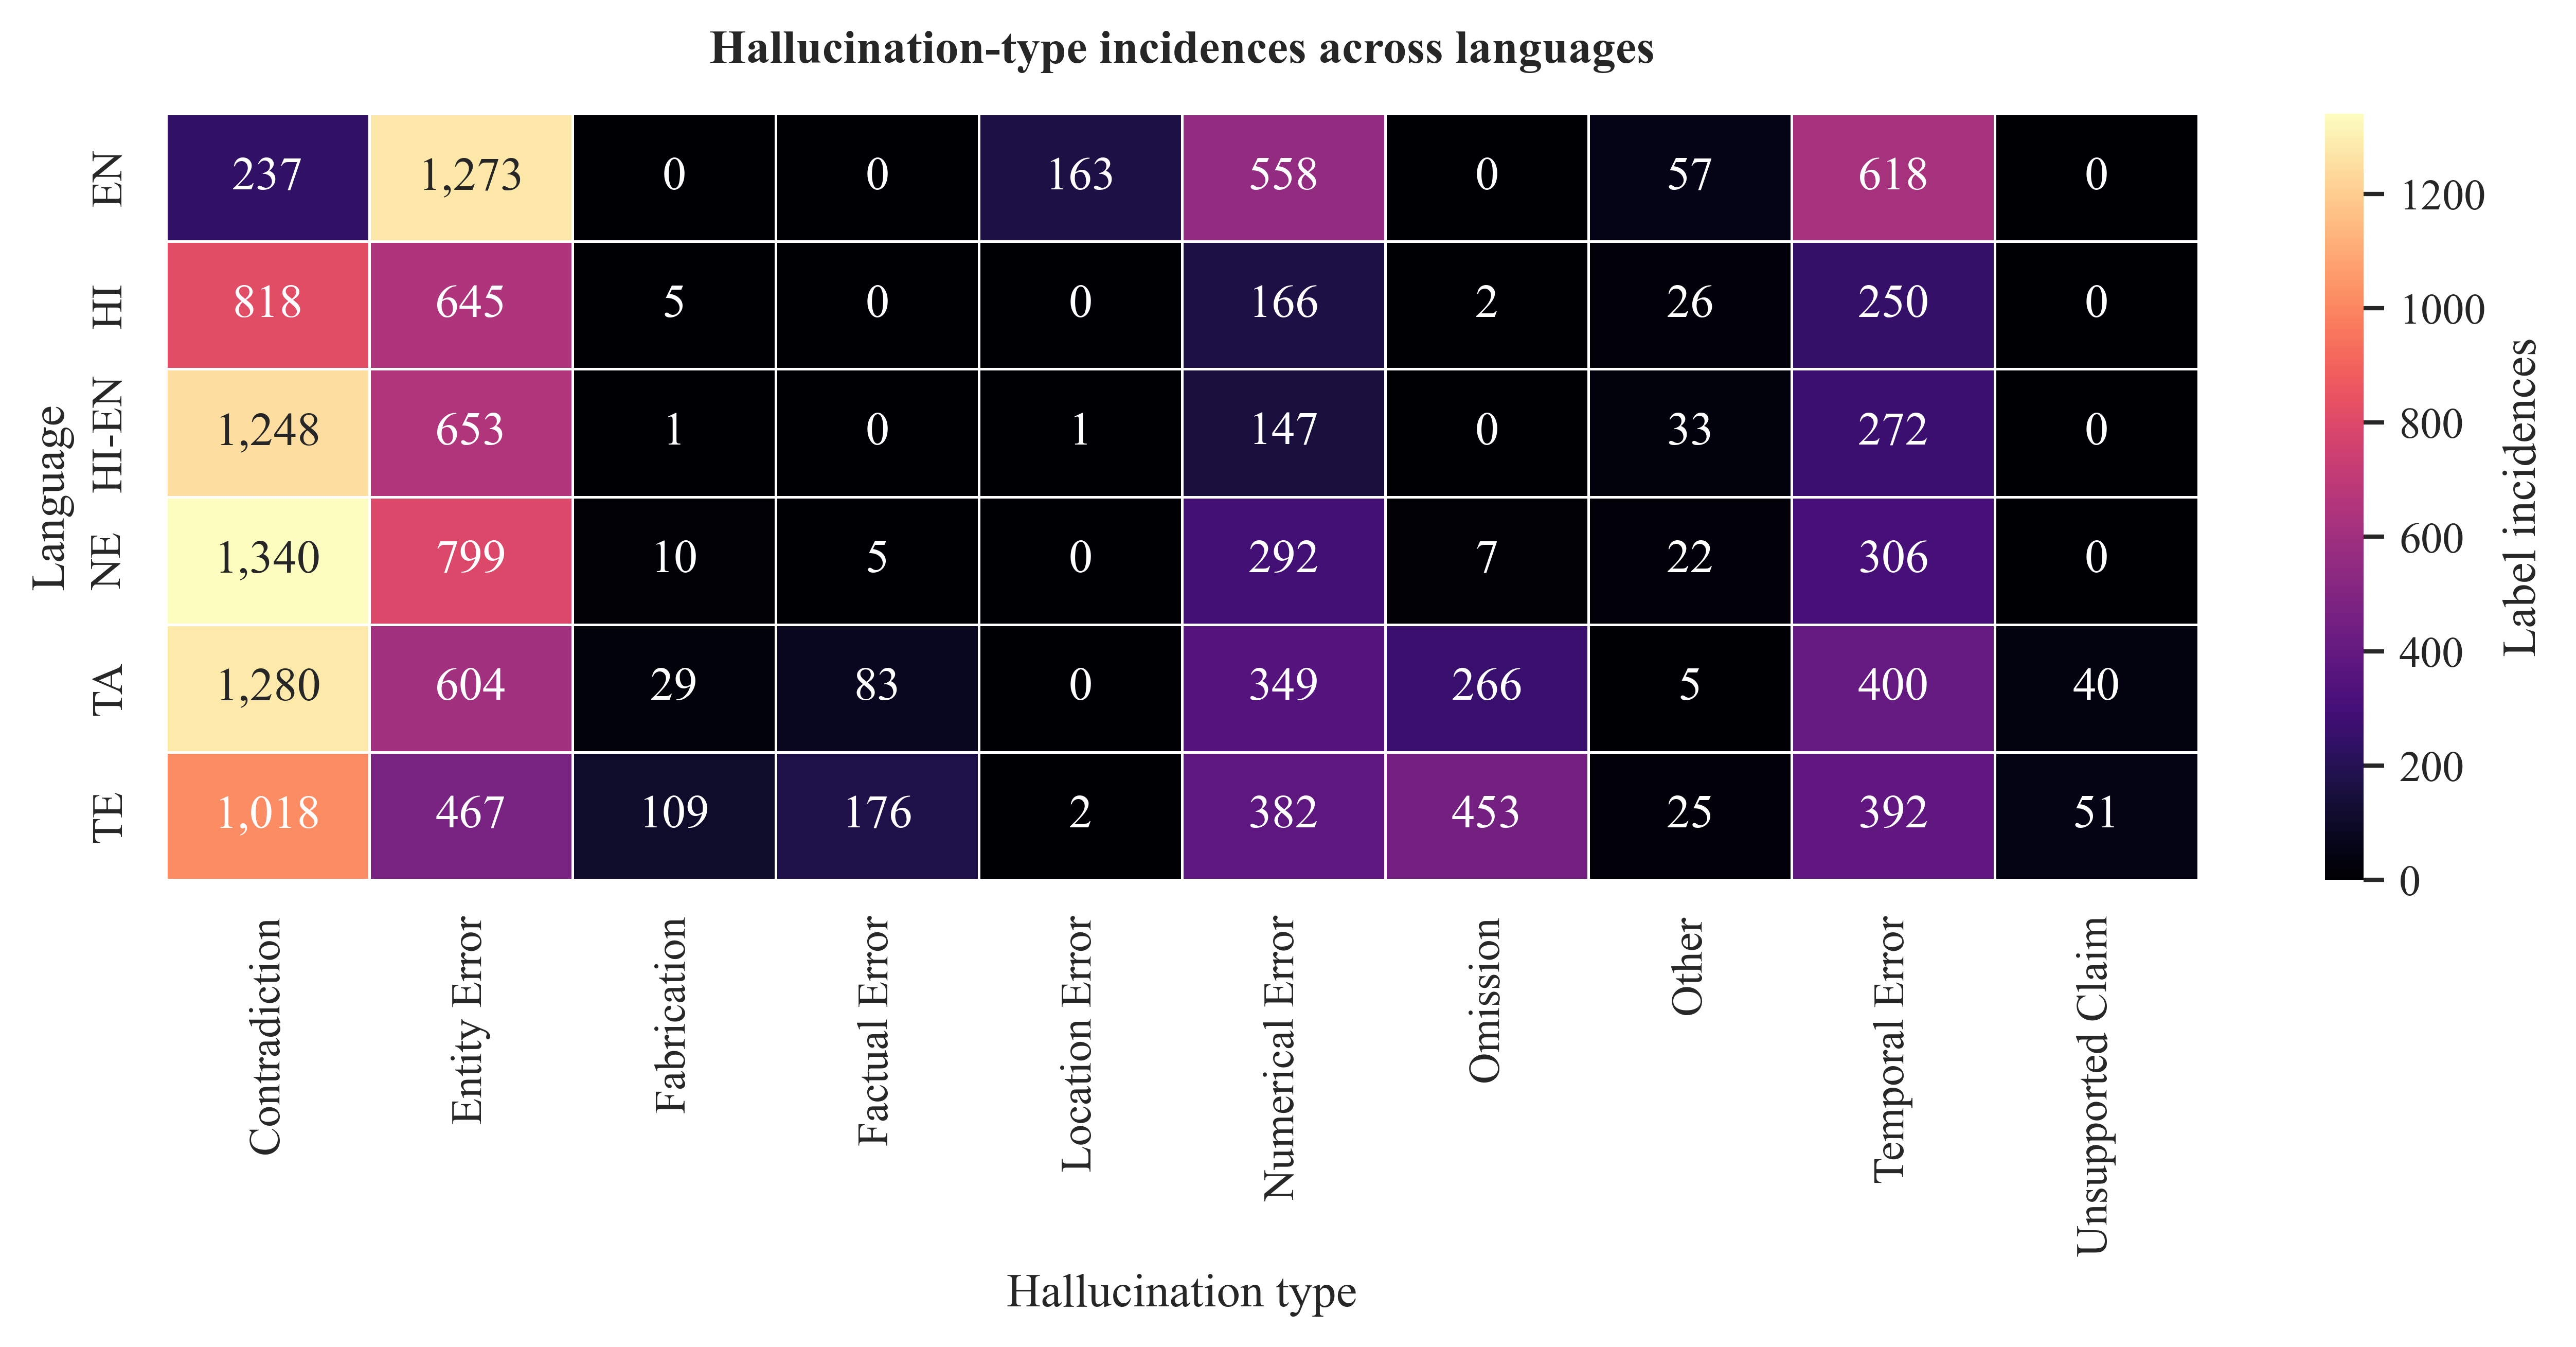 Hallucination-type incidences across languages
Language
EN 237 1,273 0 0 163 558 0 57 618 0
HI 818 645 5 0 0 166 2 26 250 0
HI-EN 1,248 653 1 0 1 147 0 33 272 0
NE 1,340 799 10 5 0 292 7 22 306 0
TA 1,280 604 29 83 0 349 266 5 400 40
TE 1,018 467 109 176 2 382 453 25 392 51
Contradiction
Entity Error
Fabrication
Factual Error
Location Error
Numerical Error
Omission
Other
Temporal Error
Unsupported Claim
Hallucination type
1200
1000
800
600
400
200
0
Label incidences